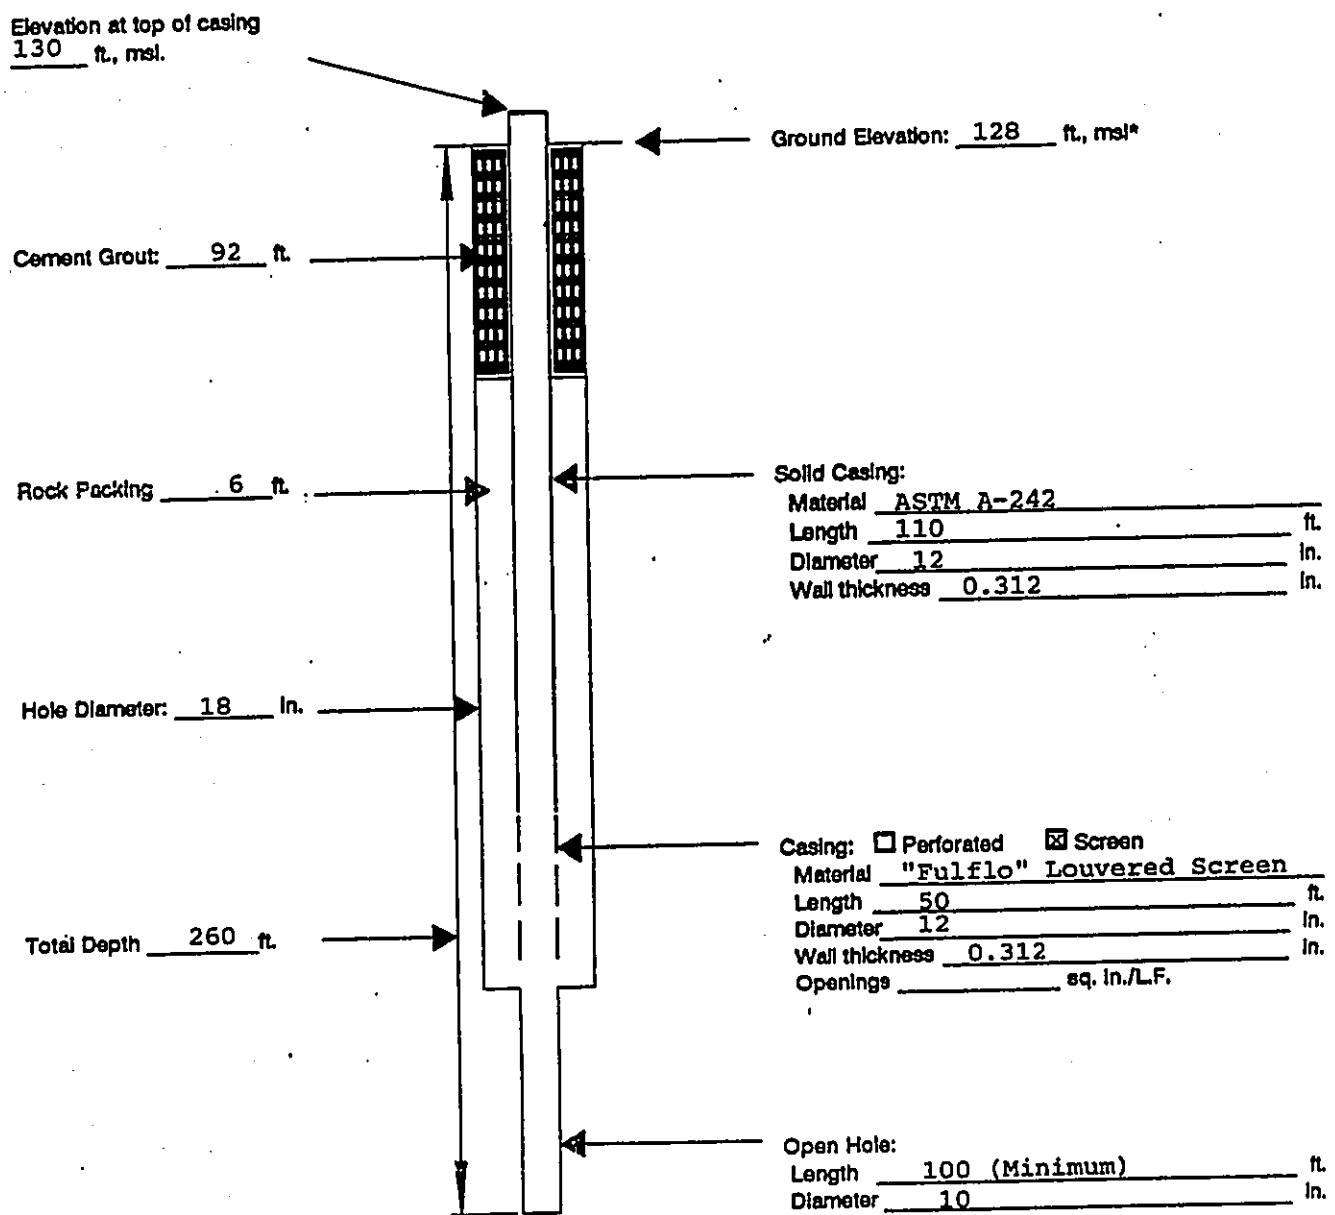 Elevation at top of casing
130 ft., msl.
Ground Elevation: 128 ft., msl*
Cement Grout: 92 ft.
Rock Packing 6 ft.
Solid Casing:
Material ASTM A-242
Length 110 ft.
Diameter 12 in.
Wall thickness 0.312 in.
Hole Diameter: 18 in.
Casing: ☐ Perforated ☒ Screen
Material "Fulflo" Louvered Screen
Length 50 ft.
Diameter 12 in.
Wall thickness 0.312 in.
Openings ______ sq. in./L.F.
Total Depth 260 ft.
Open Hole:
Length 100 (Minimum) ft.
Diameter 10 in.